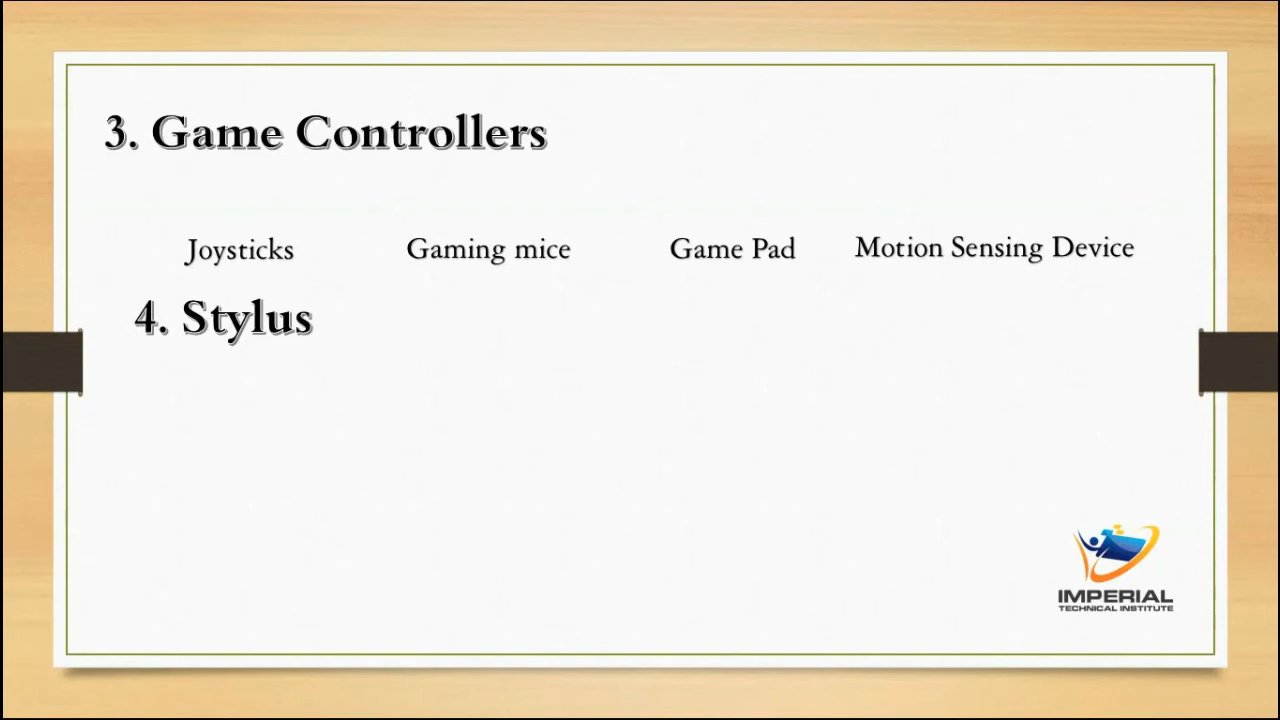 3. Game Controllers
Joysticks Gaming mice Game Pad Motion Sensing Device
4. Stylus
IMPERIAL
TECHNICAL INSTITUTE